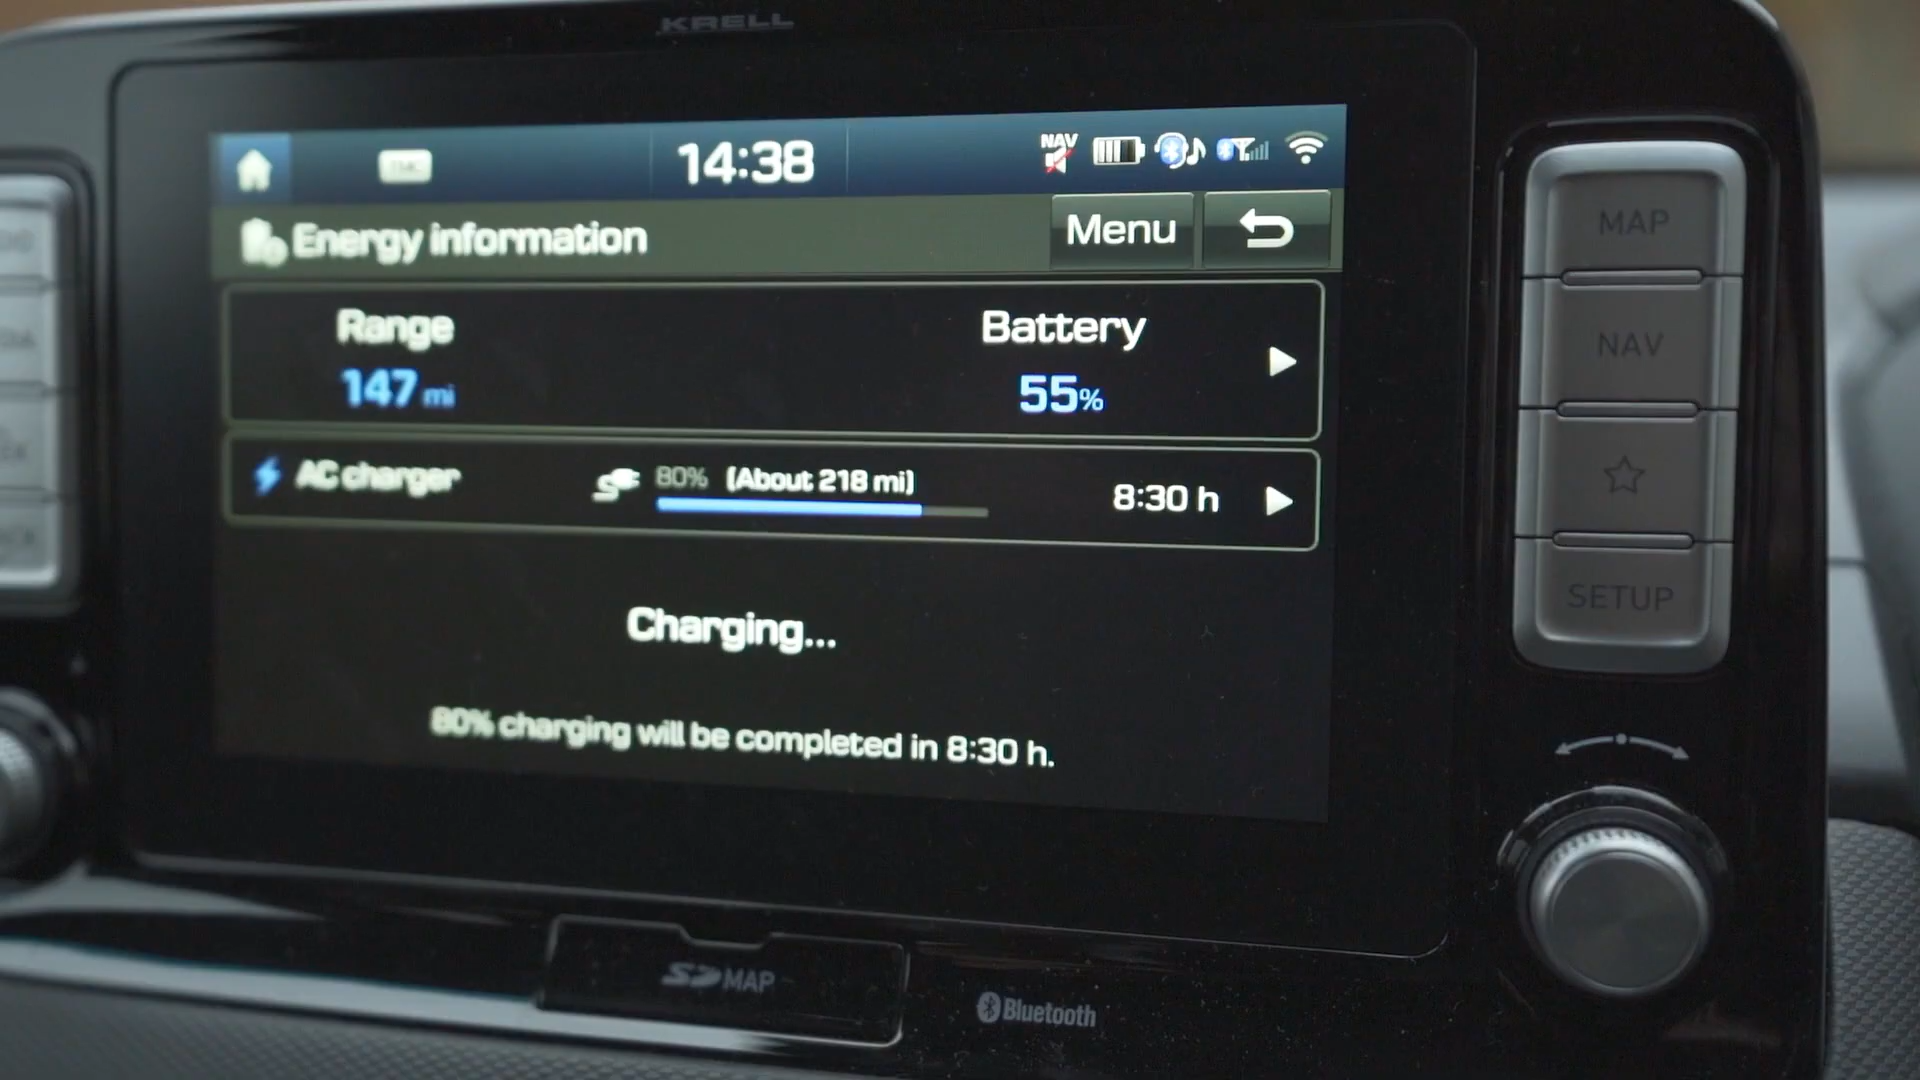 KRELL
14:38
NAV
Energy information
Menu
Range
Battery
147 mi
55%
AC charger
80% (About 218 mi)
8:30 h
Charging...
80% charging will be completed in 8:30 h.
MAP
NAV
SETUP
SD MAP
Bluetooth